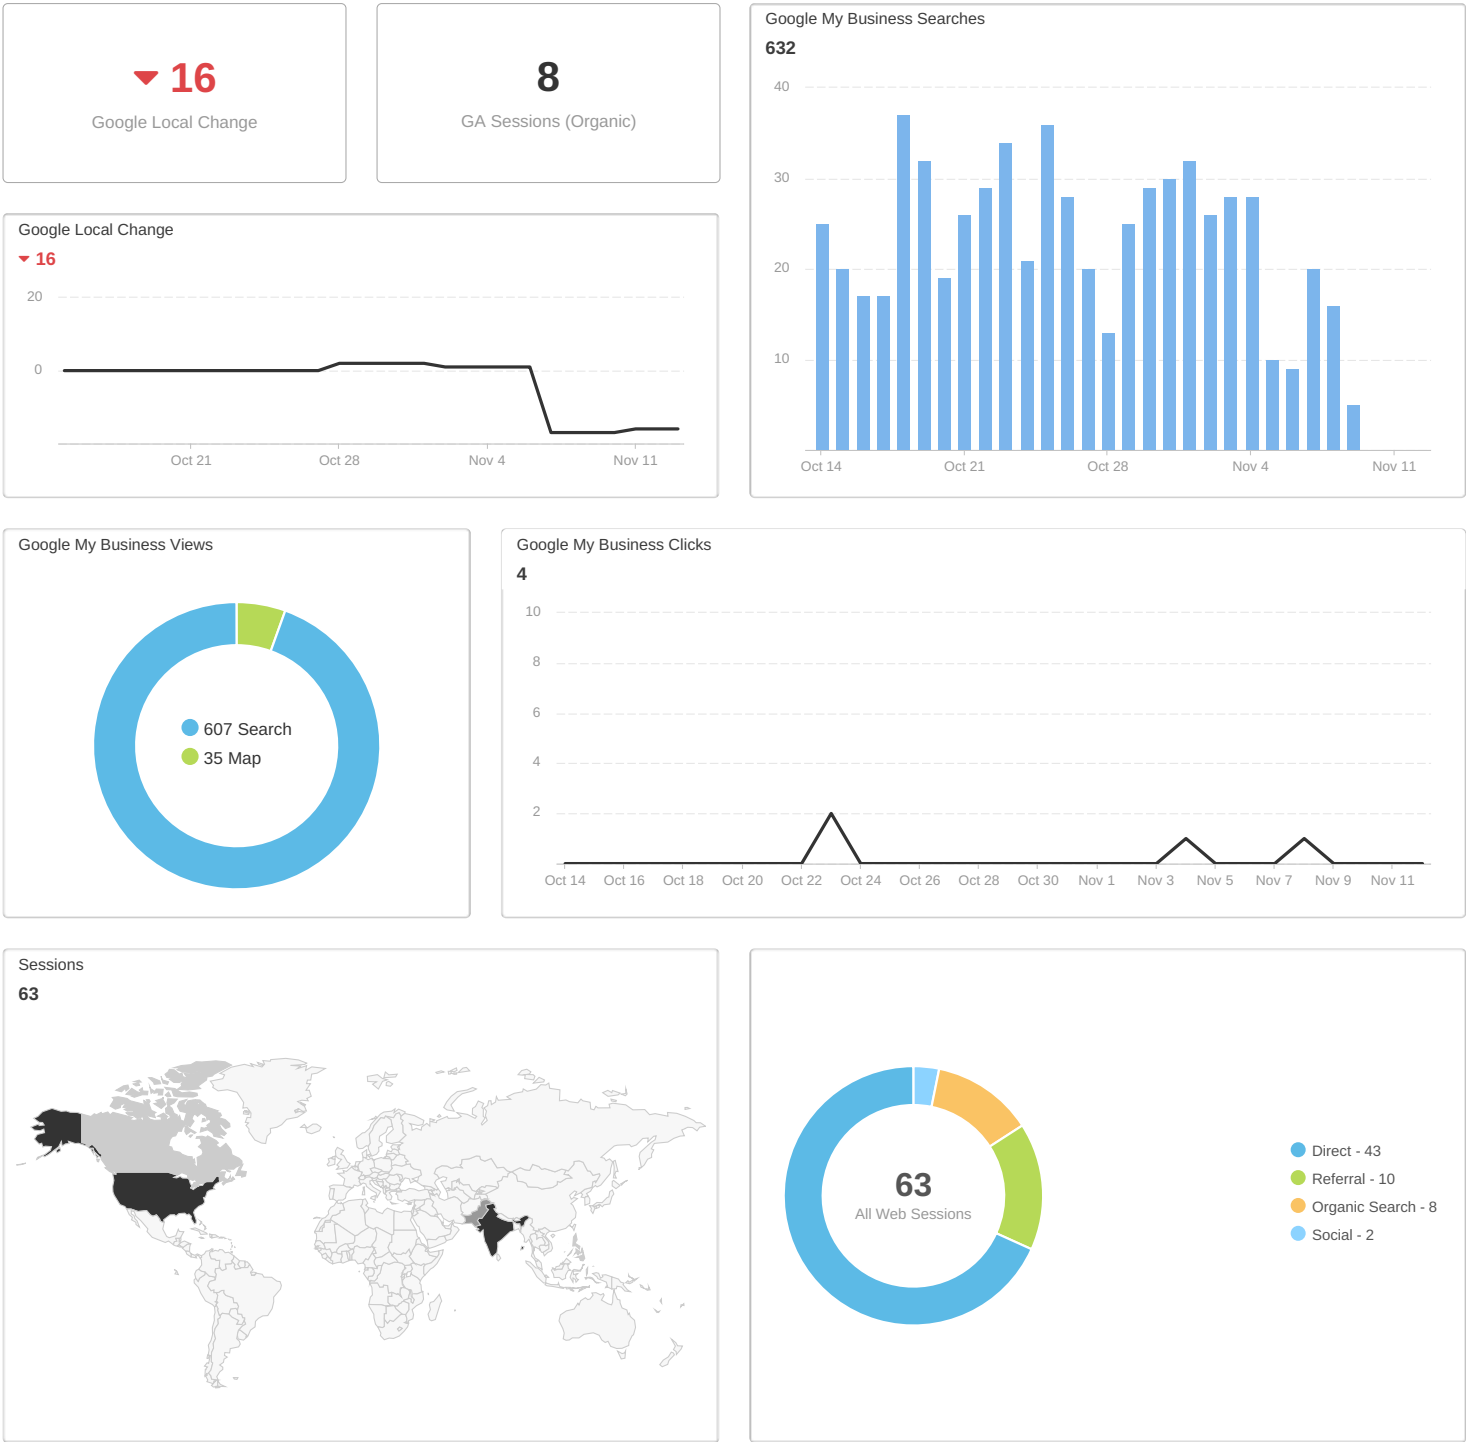 16
Google Local Change
8
GA Sessions (Organic)
Google My Business Searches
632
40
30
20
10
Oct 14 Oct 21 Oct 28 Nov 4 Nov 11
Google Local Change
16
20
0
Oct 21 Oct 28 Nov 4 Nov 11
Google My Business Views
607 Search
35 Map
Google My Business Clicks
4
10
8
6
4
2
Oct 14 Oct 16 Oct 18 Oct 20 Oct 22 Oct 24 Oct 26 Oct 28 Oct 30 Nov 1 Nov 3 Nov 5 Nov 7 Nov 9 Nov 11
Sessions
63
63
All Web Sessions
Direct - 43
Referral - 10
Organic Search - 8
Social - 2